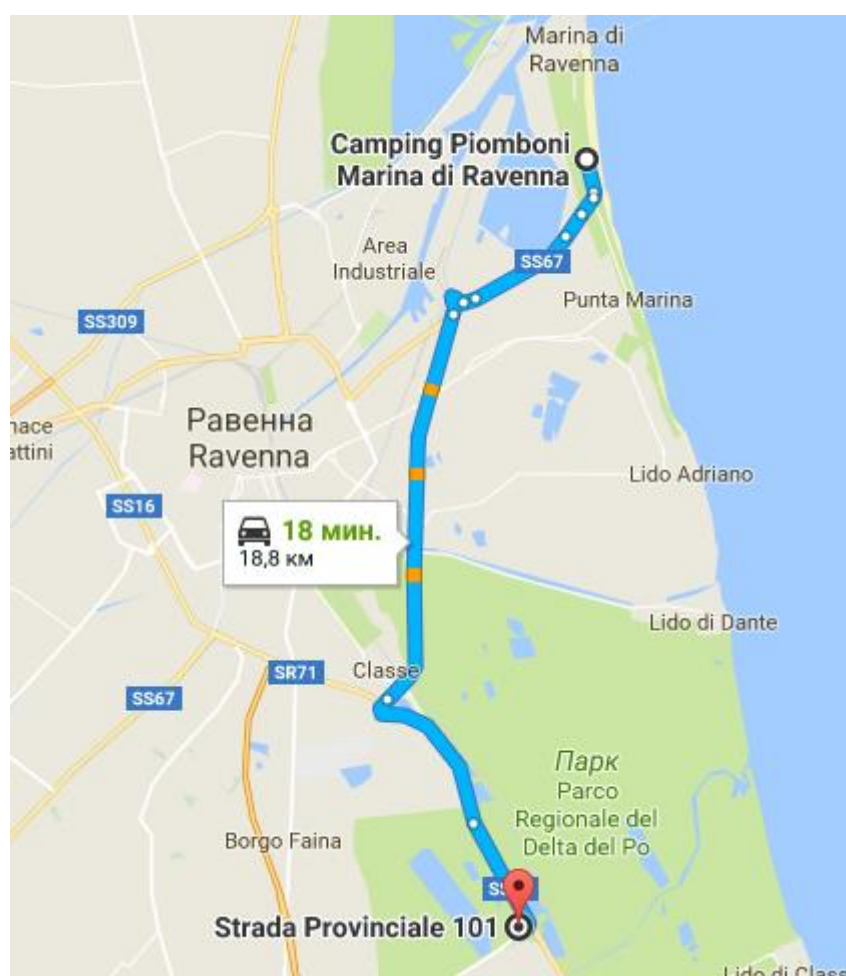 Marina di
Ravenna
Camping Piomboni
Marina di Ravenna
Area
Industriale
SS67
Punta Marina
SS309
Равенна
Ravenna
Lido Adriano
SS16
18 мин.
18,8 км
Lido di Dante
Classe
SR71
SS67
Парк
Parco
Regionale del
Delta del Po
Borgo Faina
Strada Provinciale 101